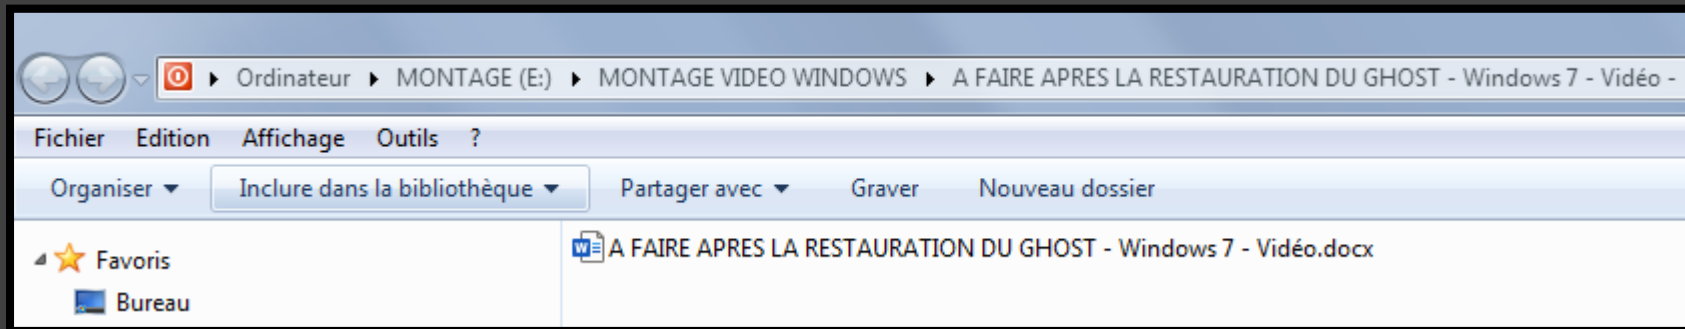 Ordinateur MONTAGE (E:) MONTAGE VIDEO WINDOWS A FAIRE APRES LA RESTAURATION DU GHOST - Windows 7 - Vidéo -
Fichier Edition Affichage Outils ?
Organiser Inclure dans la bibliothèque Partager avec Graver Nouveau dossier
Favoris
A FAIRE APRES LA RESTAURATION DU GHOST - Windows 7 - Vidéo.docx
Bureau